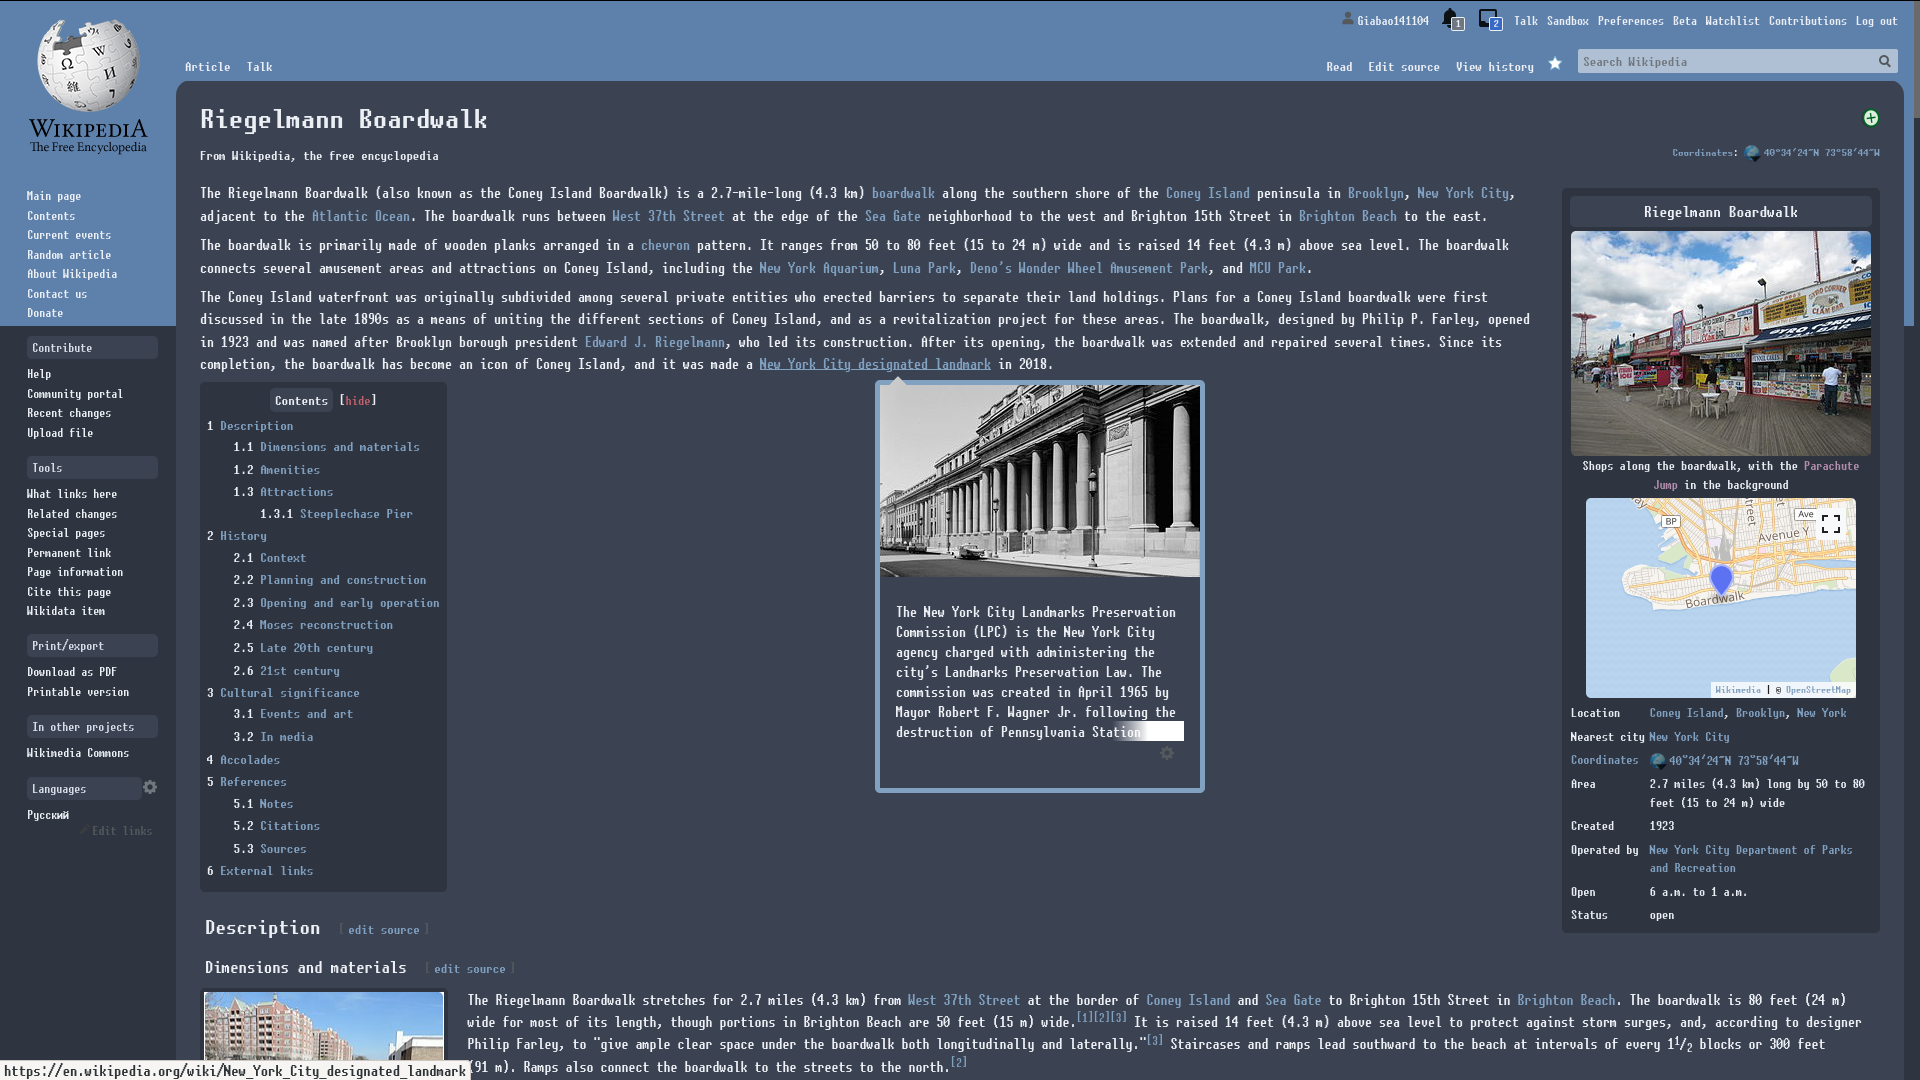 Giabao141104
1
2
Talk
Sandbox
Preferences
Beta
Watchlist
Contributions
Log out
Article
Talk
Read
Edit source
View history
Search Wikipedia
WIKIPEDIA
The Free Encyclopedia
Main page
Contents
Current events
Random article
About Wikipedia
Contact us
Donate
Contribute
Help
Community portal
Recent changes
Upload file
Tools
What links here
Related changes
Special pages
Permanent link
Page information
Cite this page
Wikidata item
Print/export
Download as PDF
Printable version
In other projects
Wikimedia Commons
Languages
Русский
Edit links
Riegelmann Boardwalk
From Wikipedia, the free encyclopedia
Coordinates: 40°34′24″N 73°58′44″W
The Riegelmann Boardwalk (also known as the Coney Island Boardwalk) is a 2.7-mile-long (4.3 km) boardwalk along the southern shore of the Coney Island peninsula in Brooklyn, New York City,
adjacent to the Atlantic Ocean. The boardwalk runs between West 37th Street at the edge of the Sea Gate neighborhood to the west and Brighton 15th Street in Brighton Beach to the east.
The boardwalk is primarily made of wooden planks arranged in a chevron pattern. It ranges from 50 to 80 feet (15 to 24 m) wide and is raised 14 feet (4.3 m) above sea level. The boardwalk
connects several amusement areas and attractions on Coney Island, including the New York Aquarium, Luna Park, Deno's Wonder Wheel Amusement Park, and MCU Park.
The Coney Island waterfront was originally subdivided among several private entities who erected barriers to separate their land holdings. Plans for a Coney Island boardwalk were first
discussed in the late 1890s as a means of uniting the different sections of Coney Island, and as a revitalization project for these areas. The boardwalk, designed by Philip P. Farley, opened
in 1923 and was named after Brooklyn borough president Edward J. Riegelmann, who led its construction. After its opening, the boardwalk was extended and repaired several times. Since its
completion, the boardwalk has become an icon of Coney Island, and it was made a New York City designated landmark in 2018.
Contents [hide]
1 Description
1.1 Dimensions and materials
1.2 Amenities
1.3 Attractions
1.3.1 Steeplechase Pier
2 History
2.1 Context
2.2 Planning and construction
2.3 Opening and early operation
2.4 Moses reconstruction
2.5 Late 20th century
2.6 21st century
3 Cultural significance
3.1 Events and art
3.2 In media
4 Accolades
5 References
5.1 Notes
5.2 Citations
5.3 Sources
6 External links
The New York City Landmarks Preservation
Commission (LPC) is the New York City
agency charged with administering the
city's Landmarks Preservation Law. The
commission was created in April 1965 by
Mayor Robert F. Wagner Jr. following the
destruction of Pennsylvania Station
Riegelmann Boardwalk
GYRO CORNER
CLAM BAR
GYRO CORNER
Shops along the boardwalk, with the Parachute
Jump in the background
BP
Ave
Avenue Y
Boardwalk
Wikimedia | © OpenStreetMap
Location Coney Island, Brooklyn, New York
Nearest city New York City
Coordinates 40°34′24″N 73°58′44″W
Area 2.7 miles (4.3 km) long by 50 to 80
feet (15 to 24 m) wide
Created 1923
Operated by New York City Department of Parks
and Recreation
Open 6 a.m. to 1 a.m.
Status open
Description [ edit source ]
Dimensions and materials [ edit source ]
The Riegelmann Boardwalk stretches for 2.7 miles (4.3 km) from West 37th Street at the border of Coney Island and Sea Gate to Brighton 15th Street in Brighton Beach. The boardwalk is 80 feet (24 m)
wide for most of its length, though portions in Brighton Beach are 50 feet (15 m) wide.[1][2][3] It is raised 14 feet (4.3 m) above sea level to protect against storm surges, and, according to designer
Philip Farley, to "give ample clear space under the boardwalk both longitudinally and laterally."[3] Staircases and ramps lead southward to the beach at intervals of every 1 1/2 blocks or 300 feet
(91 m). Ramps also connect the boardwalk to the streets to the north.[2]
https://en.wikipedia.org/wiki/New_York_City_designated_landmark